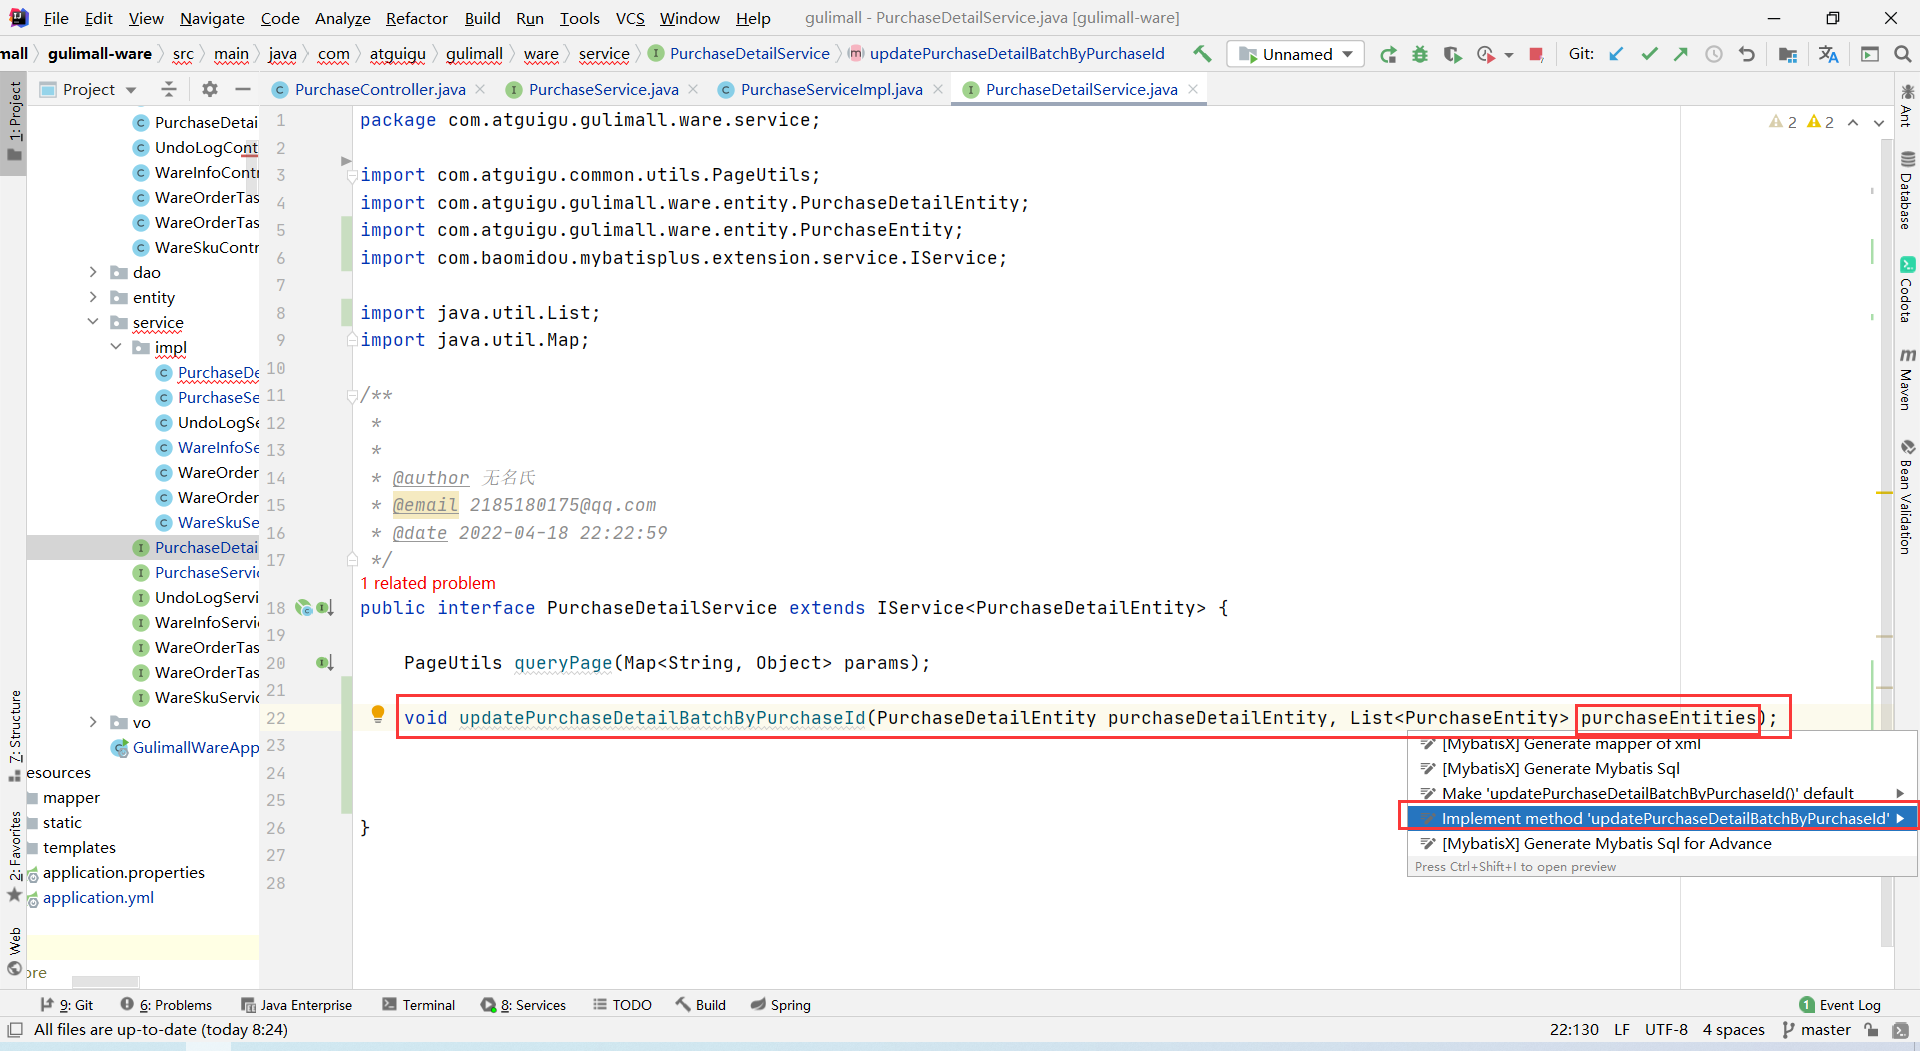 File Edit View Navigate Code Analyze Refactor Build Run Tools VCS Window Help gulimall - PurchaseDetailService.java [gulimall-ware]
mall gulimall-ware src main java com atguigu gulimall ware service PurchaseDetailService updatePurchaseDetailBatchByPurchaseId Unnamed Git:
Project PurchaseController.java PurchaseService.java PurchaseServiceImpl.java PurchaseDetailService.java
1: Project
7: Structure
2: Favorites
Web
PurchaseDetai
UndoLogCont
WareInfoContr
WareOrderTas
WareOrderTas
WareSkuContr
dao
entity
service
impl
PurchaseDe
PurchaseSe
UndoLogSe
WareInfoSe
WareOrder
WareOrder
WareSkuSe
PurchaseDetai
PurchaseServic
UndoLogServi
WareInfoServic
WareOrderTas
WareOrderTas
WareSkuServic
vo
GulimallWareApp
esources
mapper
static
templates
application.properties
application.yml
ore
1 package com.atguigu.gulimall.ware.service;
2
3 import com.atguigu.common.utils.PageUtils;
4 import com.atguigu.gulimall.ware.entity.PurchaseDetailEntity;
5 import com.atguigu.gulimall.ware.entity.PurchaseEntity;
6 import com.baomidou.mybatisplus.extension.service.IService;
7
8 import java.util.List;
9 import java.util.Map;
10
11 /**
12 *
13 *
14 * @author 无名氏
15 * @email 2185180175@qq.com
16 * @date 2022-04-18 22:22:59
17 */
1 related problem
18 public interface PurchaseDetailService extends IService<PurchaseDetailEntity> {
19
20 PageUtils queryPage(Map<String, Object> params);
21
22 void updatePurchaseDetailBatchByPurchaseId(PurchaseDetailEntity purchaseDetailEntity, List<PurchaseEntity> purchaseEntities);
23
24
25
26 }
27
28
2 2
[MybatisX] Generate mapper of xml
[MybatisX] Generate Mybatis Sql
Make 'updatePurchaseDetailBatchByPurchaseId()' default
Implement method 'updatePurchaseDetailBatchByPurchaseId'
[MybatisX] Generate Mybatis Sql for Advance
Press Ctrl+Shift+I to open preview
Ant
Database
Codota
Maven
Bean Validation
9: Git 6: Problems Java Enterprise Terminal 8: Services TODO Build Spring 1 Event Log
All files are up-to-date (today 8:24) 22:130 LF UTF-8 4 spaces master